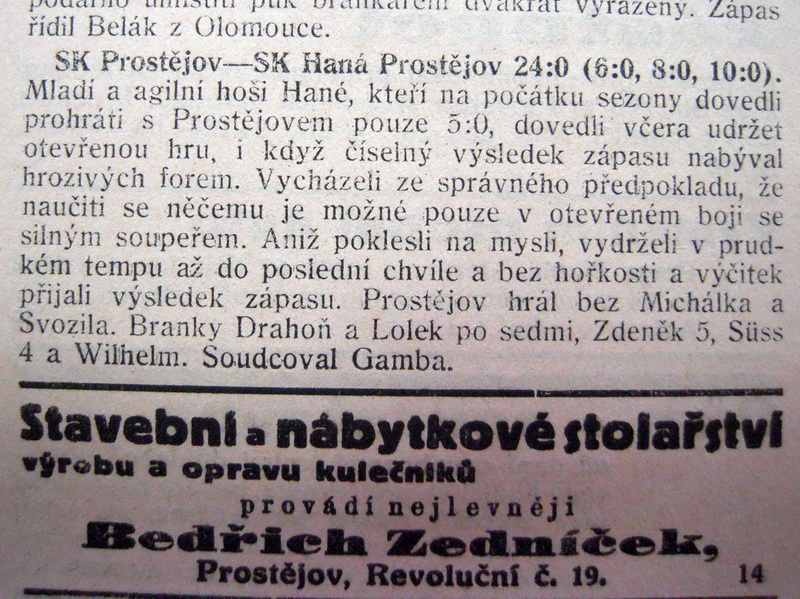 podařilo umístiti puk brankářem dvakrát vyražený. Zápas
řídil Belák z Olomouce.
SK Prostějov—SK Haná Prostějov 24:0 (6:0, 8:0, 10:0).
Mladí a agilní hoši Hané, kteří na počátku sezony dovedli
prohráti s Prostějovem pouze 5:0, dovedli včera udržet
otevřenou hru, i když číselný výsledek zápasu nabýval
hrozivých forem. Vycházeli ze správného předpokladu, že
naučiti se něčemu je možné pouze v otevřeném boji se
silným soupeřem. Aniž poklesli na mysli, vydrželi v prud-
kém tempu až do poslední chvíle a bez hořkosti a výčitek
přijali výsledek zápasu. Prostějov hrál bez Michálka a
Svozila. Branky Drahoň a Lolek po sedmi, Zdeněk 5, Süss
4 a Wilhelm. Soudcoval Gamba.
Stavební a nábytkové stolařství
výrobu a opravu kulečníků
provádí nejlevněji
Bedřich Zedníček,
Prostějov, Revoluční č. 19. 14